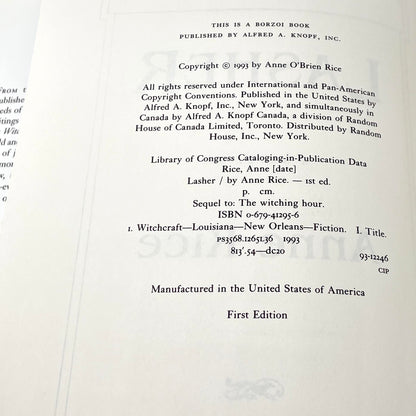 THIS IS A BORZOI BOOK
PUBLISHED BY ALFRED A. KNOPF, INC.
Copyright © 1993 by Anne O'Brien Rice
All rights reserved under International and Pan-American
Copyright Conventions. Published in the United States by
Alfred A. Knopf, Inc., New York, and simultaneously in
Canada by Alfred A. Knopf Canada, a division of Random
House of Canada Limited, Toronto. Distributed by Random
House, Inc., New York.
Library of Congress Cataloging-in-Publication Data
Rice, Anne [date]
Lasher / by Anne Rice. — 1st ed.
p. cm.
Sequel to: The witching hour.
ISBN 0-679-41295-6
1. Witchcraft—Louisiana—New Orleans—Fiction. I. Title.
PS3568.I265L36 1993
813'.54—dc20 93-12246
CIP
Manufactured in the United States of America
First Edition